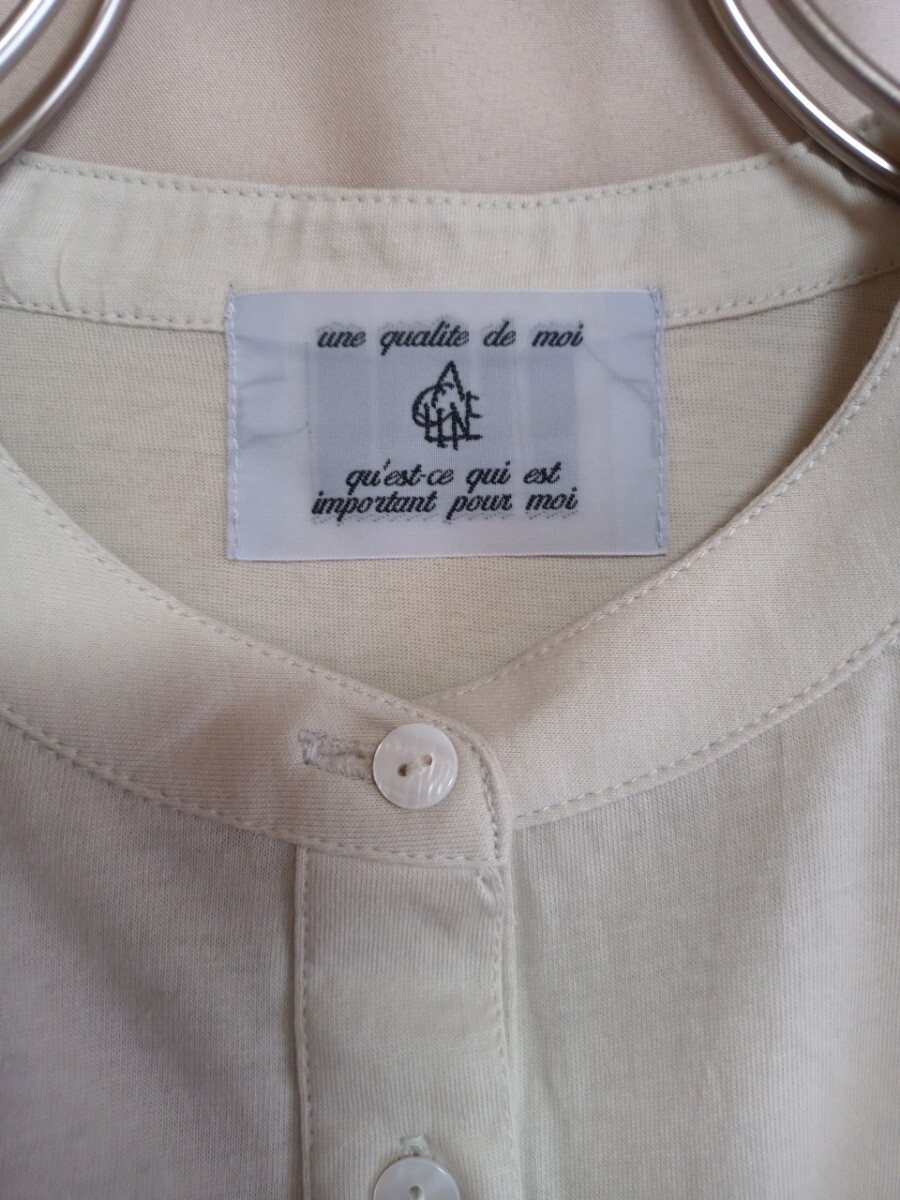 une qualite de moi
qu'est-ce qui est
important pour moi